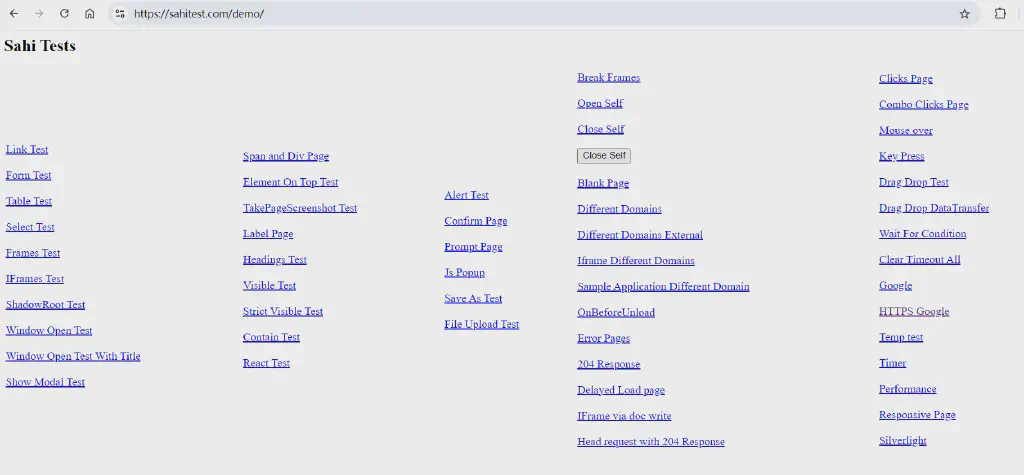 https://sahitest.com/demo/
Sahi Tests
Link Test
Form Test
Table Test
Select Test
Frames Test
IFrames Test
ShadowRoot Test
Window Open Test
Window Open Test With Title
Show Modal Test
Span and Div Page
Element On Top Test
TakePageScreenshot Test
Label Page
Headings Test
Visible Test
Strict Visible Test
Contain Test
React Test
Alert Test
Confirm Page
Prompt Page
Js Popup
Save As Test
File Upload Test
Break Frames
Open Self
Close Self
Close Self
Blank Page
Different Domains
Different Domains External
Iframe Different Domains
Sample Application Different Domain
OnBeforeUnload
Error Pages
204 Response
Delayed Load page
IFrame via doc write
Head request with 204 Response
Clicks Page
Combo Clicks Page
Mouse over
Key Press
Drag Drop Test
Drag Drop DataTransfer
Wait For Condition
Clear Timeout All
Google
HTTPS Google
Temp test
Timer
Performance
Responsive Page
Silverlight